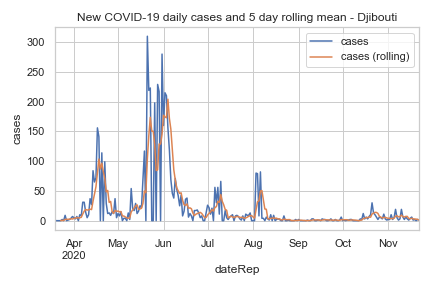 New COVID-19 daily cases and 5 day rolling mean - Djibouti
cases
cases (rolling)
300
250
200
150
100
50
0
cases
Apr May Jun Jul Aug Sep Oct Nov
2020
dateRep